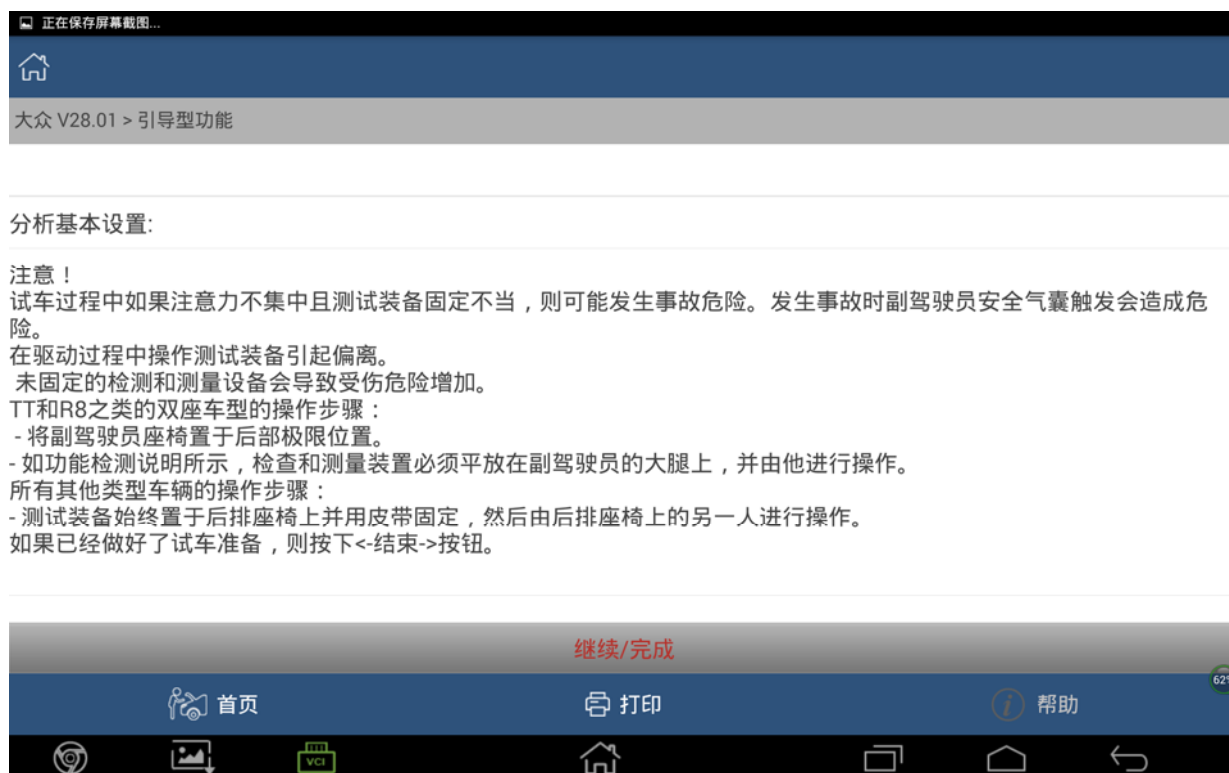 正在保存屏幕截图...
大众 V28.01 > 引导型功能
分析基本设置:
注意！
试车过程中如果注意力不集中且测试装备固定不当，则可能发生事故危险。发生事故时副驾驶员安全气囊触发会造成危
险。
在驱动过程中操作测试装备引起偏离。
未固定的检测和测量设备会导致受伤危险增加。
TT和R8之类的双座车型的操作步骤：
- 将副驾驶员座椅置于后部极限位置。
- 如功能检测说明所示，检查和测量装置必须平放在副驾驶员的大腿上，并由他进行操作。
所有其他类型车辆的操作步骤：
- 测试装备始终置于后排座椅上并用皮带固定，然后由后排座椅上的另一人进行操作。
如果已经做好了试车准备，则按下<-结束->按钮。
继续/完成
62%
首页
打印
帮助
VCI